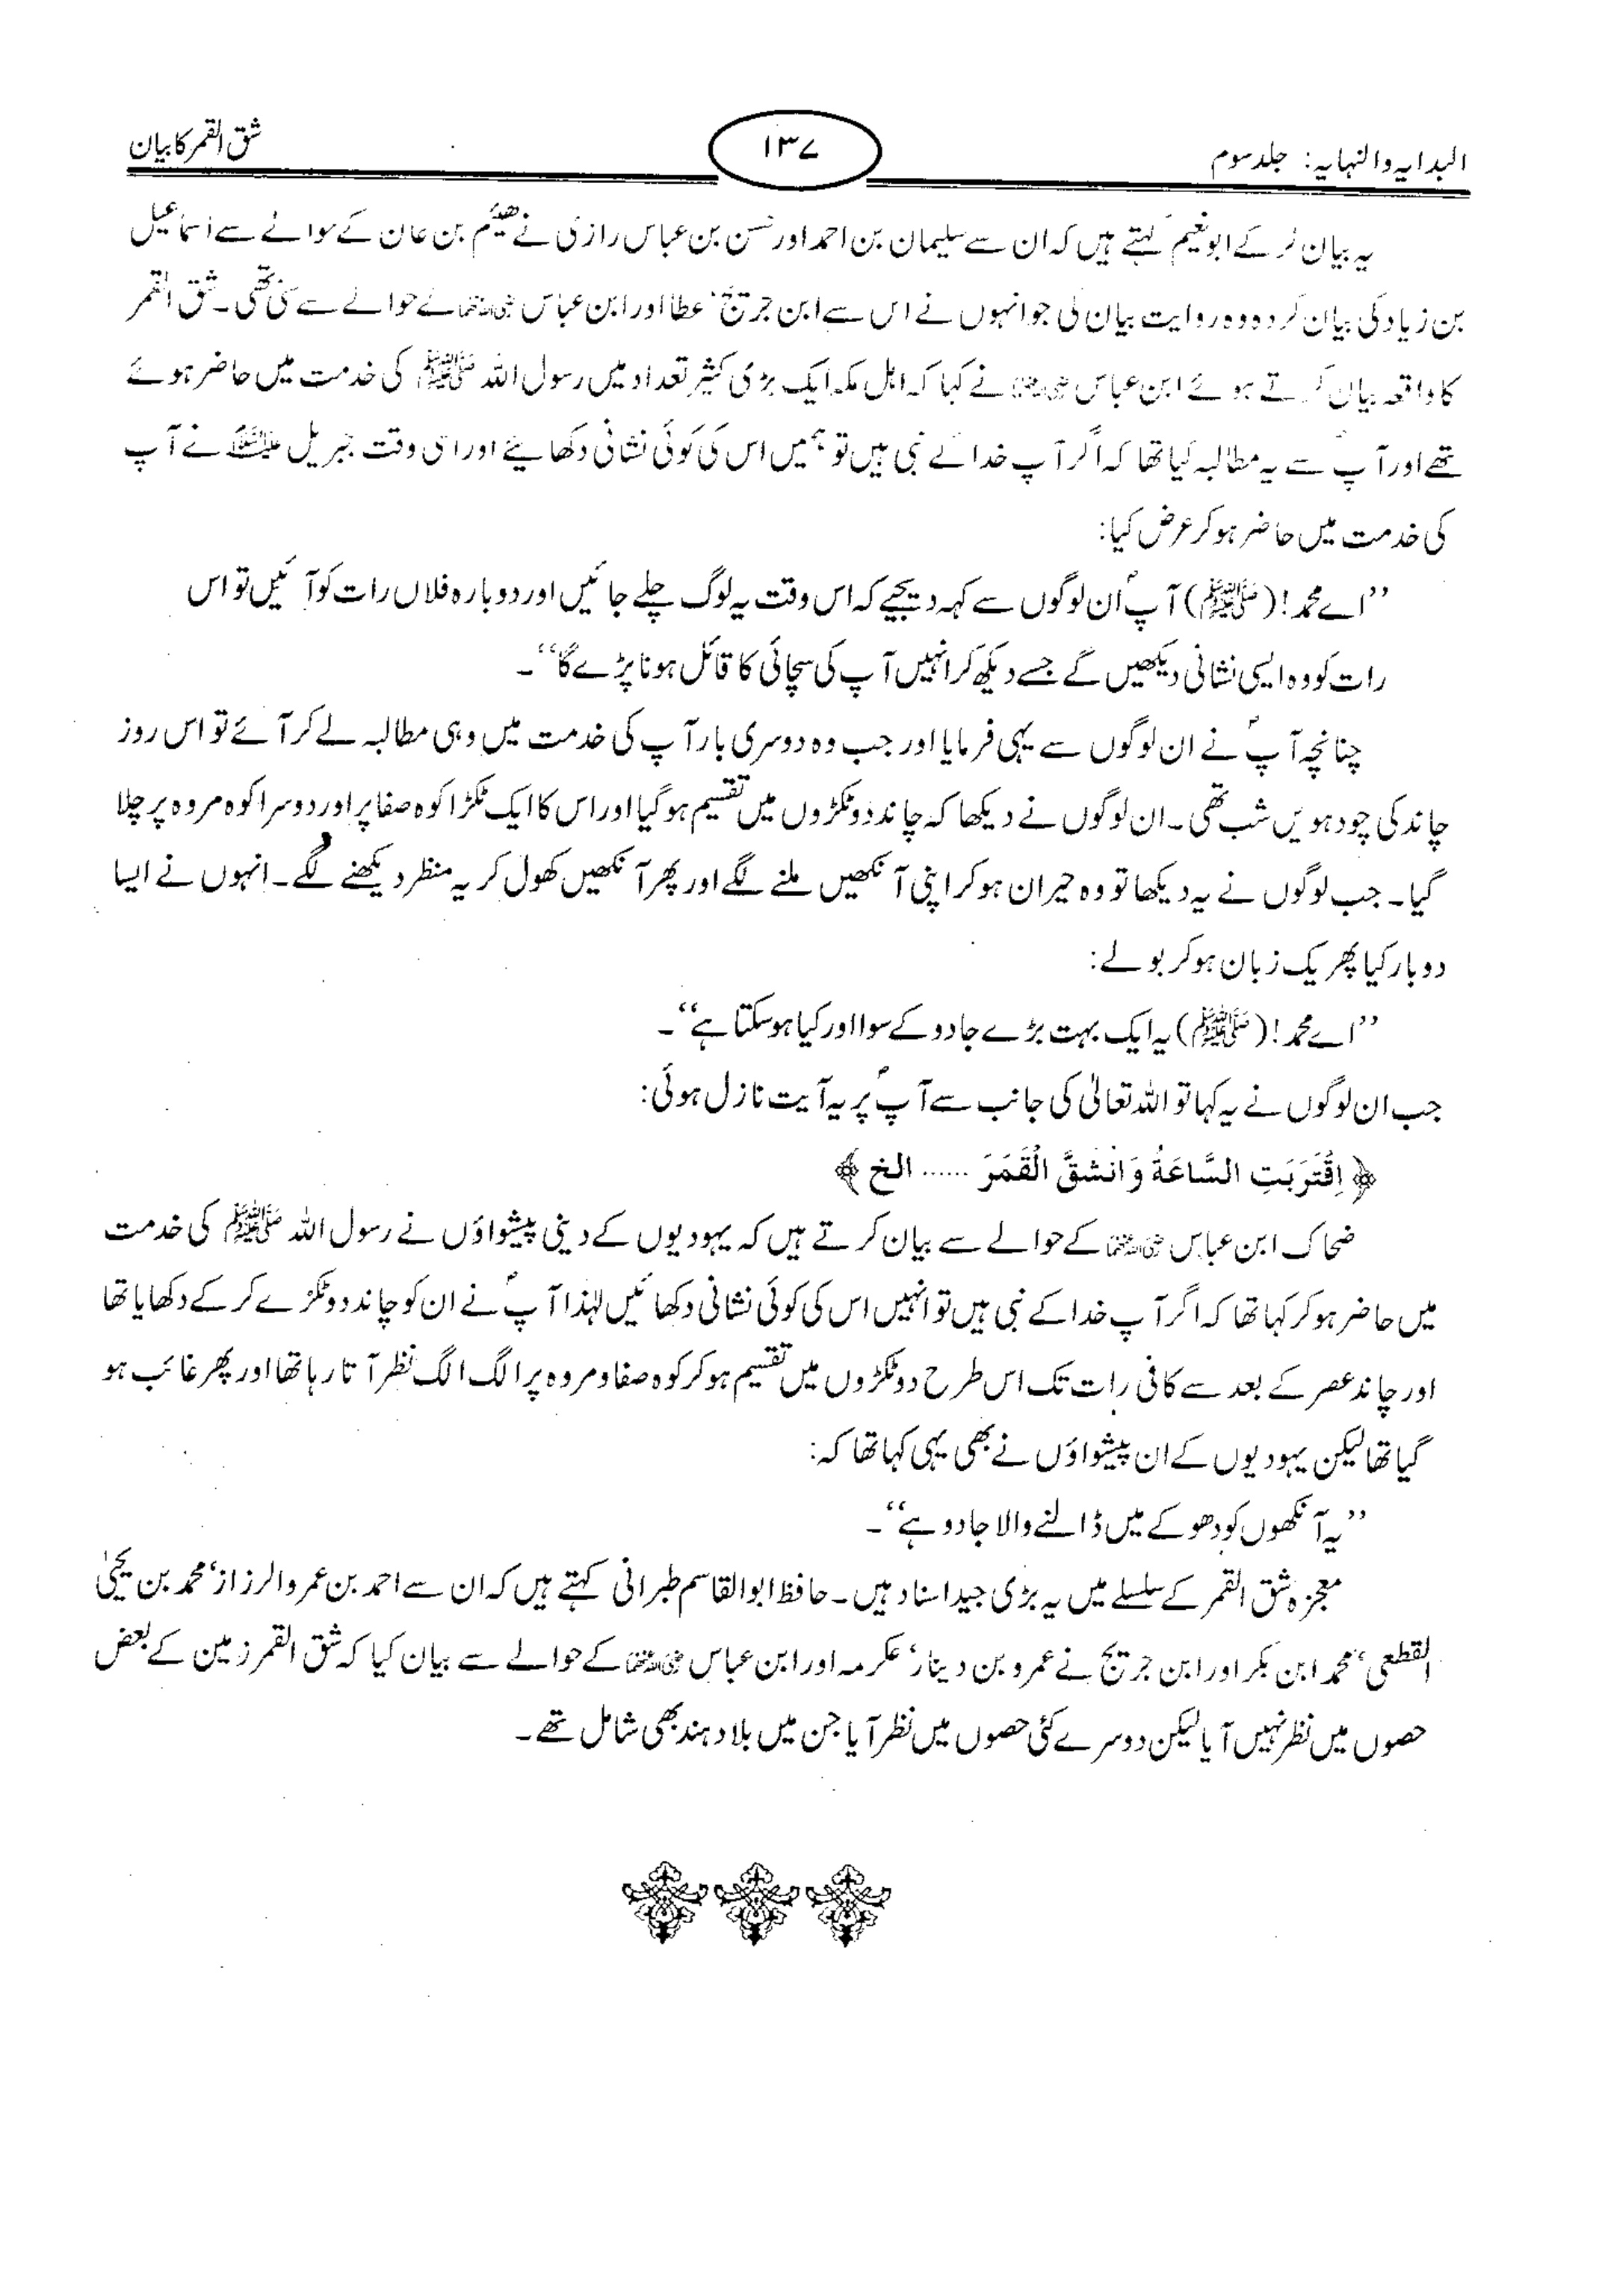 البدایہ والنہایہ: جلد سوم
۱۳۷
شق القمر کا بیان
یہ بیان کر کے ابونعیم کہتے ہیں کہ ان سے سلیمان بن احمد اور حسن بن عباس رازی نے ھیثم بن عمان کے حوالے سے اسماعیل
بن زیاد کی بیان کردہ وہ روایت بیان کی جو انہوں نے اس سے ابن جریج، عطا اور ابن عباس رضی اللہ عنہما کے حوالے سے سنی تھی۔ شق القمر
کا واقعہ بیان کرتے ہوئے ابن عباس رضی اللہ عنہما نے کہا کہ اہل مکہ ایک بڑی کثیر تعداد میں رسول اللہ ﷺ کی خدمت میں حاضر ہوئے
تھے اور آپؐ سے یہ مطالبہ کیا تھا کہ اگر آپ خدا کے نبی ہیں تو ہمیں اس کی کوئی نشانی دکھایئے اور اسی وقت جبریل علیہ السلام نے آپ
کی خدمت میں حاضر ہو کر عرض کیا:
’’اے محمد! (ﷺ) آپؐ ان لوگوں سے کہہ دیجیے کہ اس وقت یہ لوگ چلے جائیں اور دوبارہ فلاں رات کو آئیں تو اس
رات کو وہ ایسی نشانی دیکھیں گے جسے دیکھ کر انہیں آپ کی سچائی کا قائل ہونا پڑے گا‘‘۔
چنانچہ آپؐ نے ان لوگوں سے یہی فرمایا اور جب وہ دوسری بار آپ کی خدمت میں وہی مطالبہ لے کر آئے تو اس روز
چاند کی چودہویں شب تھی۔ ان لوگوں نے دیکھا کہ چاند دو ٹکڑوں میں تقسیم ہو گیا اور اس کا ایک ٹکڑا کوہ صفا پر اور دوسرا کوہ مروہ پر چلا
گیا۔ جب لوگوں نے یہ دیکھا تو وہ حیران ہو کر اپنی آنکھیں ملنے لگے اور پھر آنکھیں کھول کر یہ منظر دیکھنے لگے۔ انہوں نے ایسا
دو بار کیا پھر یک زبان ہو کر بولے:
’’اے محمد! (ﷺ) یہ ایک بہت بڑے جادو کے سوا اور کیا ہو سکتا ہے‘‘۔
جب ان لوگوں نے یہ کہا تو اللہ تعالیٰ کی جانب سے آپؐ پر یہ آیت نازل ہوئی:
﴿ اِقْتَرَبَتِ السَّاعَةُ وَانْشَقَّ الْقَمَرَ ...... الخ ﴾
ضحاک ابن عباس رضی اللہ عنہما کے حوالے سے بیان کرتے ہیں کہ یہودیوں کے دینی پیشواؤں نے رسول اللہ ﷺ کی خدمت
میں حاضر ہو کر کہا تھا کہ اگر آپ خدا کے نبی ہیں تو انہیں اس کی کوئی نشانی دکھائیں لہٰذا آپؐ نے ان کو چاند دو ٹکڑے کر کے دکھایا تھا
اور چاند عصر کے بعد سے کافی رات تک اس طرح دو ٹکڑوں میں تقسیم ہو کر کوہ صفا و مروہ پر الگ الگ نظر آتا رہا تھا اور پھر غائب ہو
گیا تھا لیکن یہودیوں کے ان پیشواؤں نے بھی یہی کہا تھا کہ:
’’یہ آنکھوں کو دھوکے میں ڈالنے والا جادو ہے‘‘۔
معجزہ شق القمر کے سلسلے میں یہ بڑی جید اسناد ہیں۔ حافظ ابوالقاسم طبرانی کہتے ہیں کہ ان سے احمد بن عمرو الرزاز، محمد بن یحییٰ
القطعی، محمد ابن بکر اور ابن جریج نے عمرو بن دینار، عکرمہ اور ابن عباس رضی اللہ عنہما کے حوالے سے بیان کیا کہ شق القمر زمین کے بعض
حصوں میں نظر نہیں آیا لیکن دوسرے کئی حصوں میں نظر آیا جن میں بلاد ہند بھی شامل تھے۔